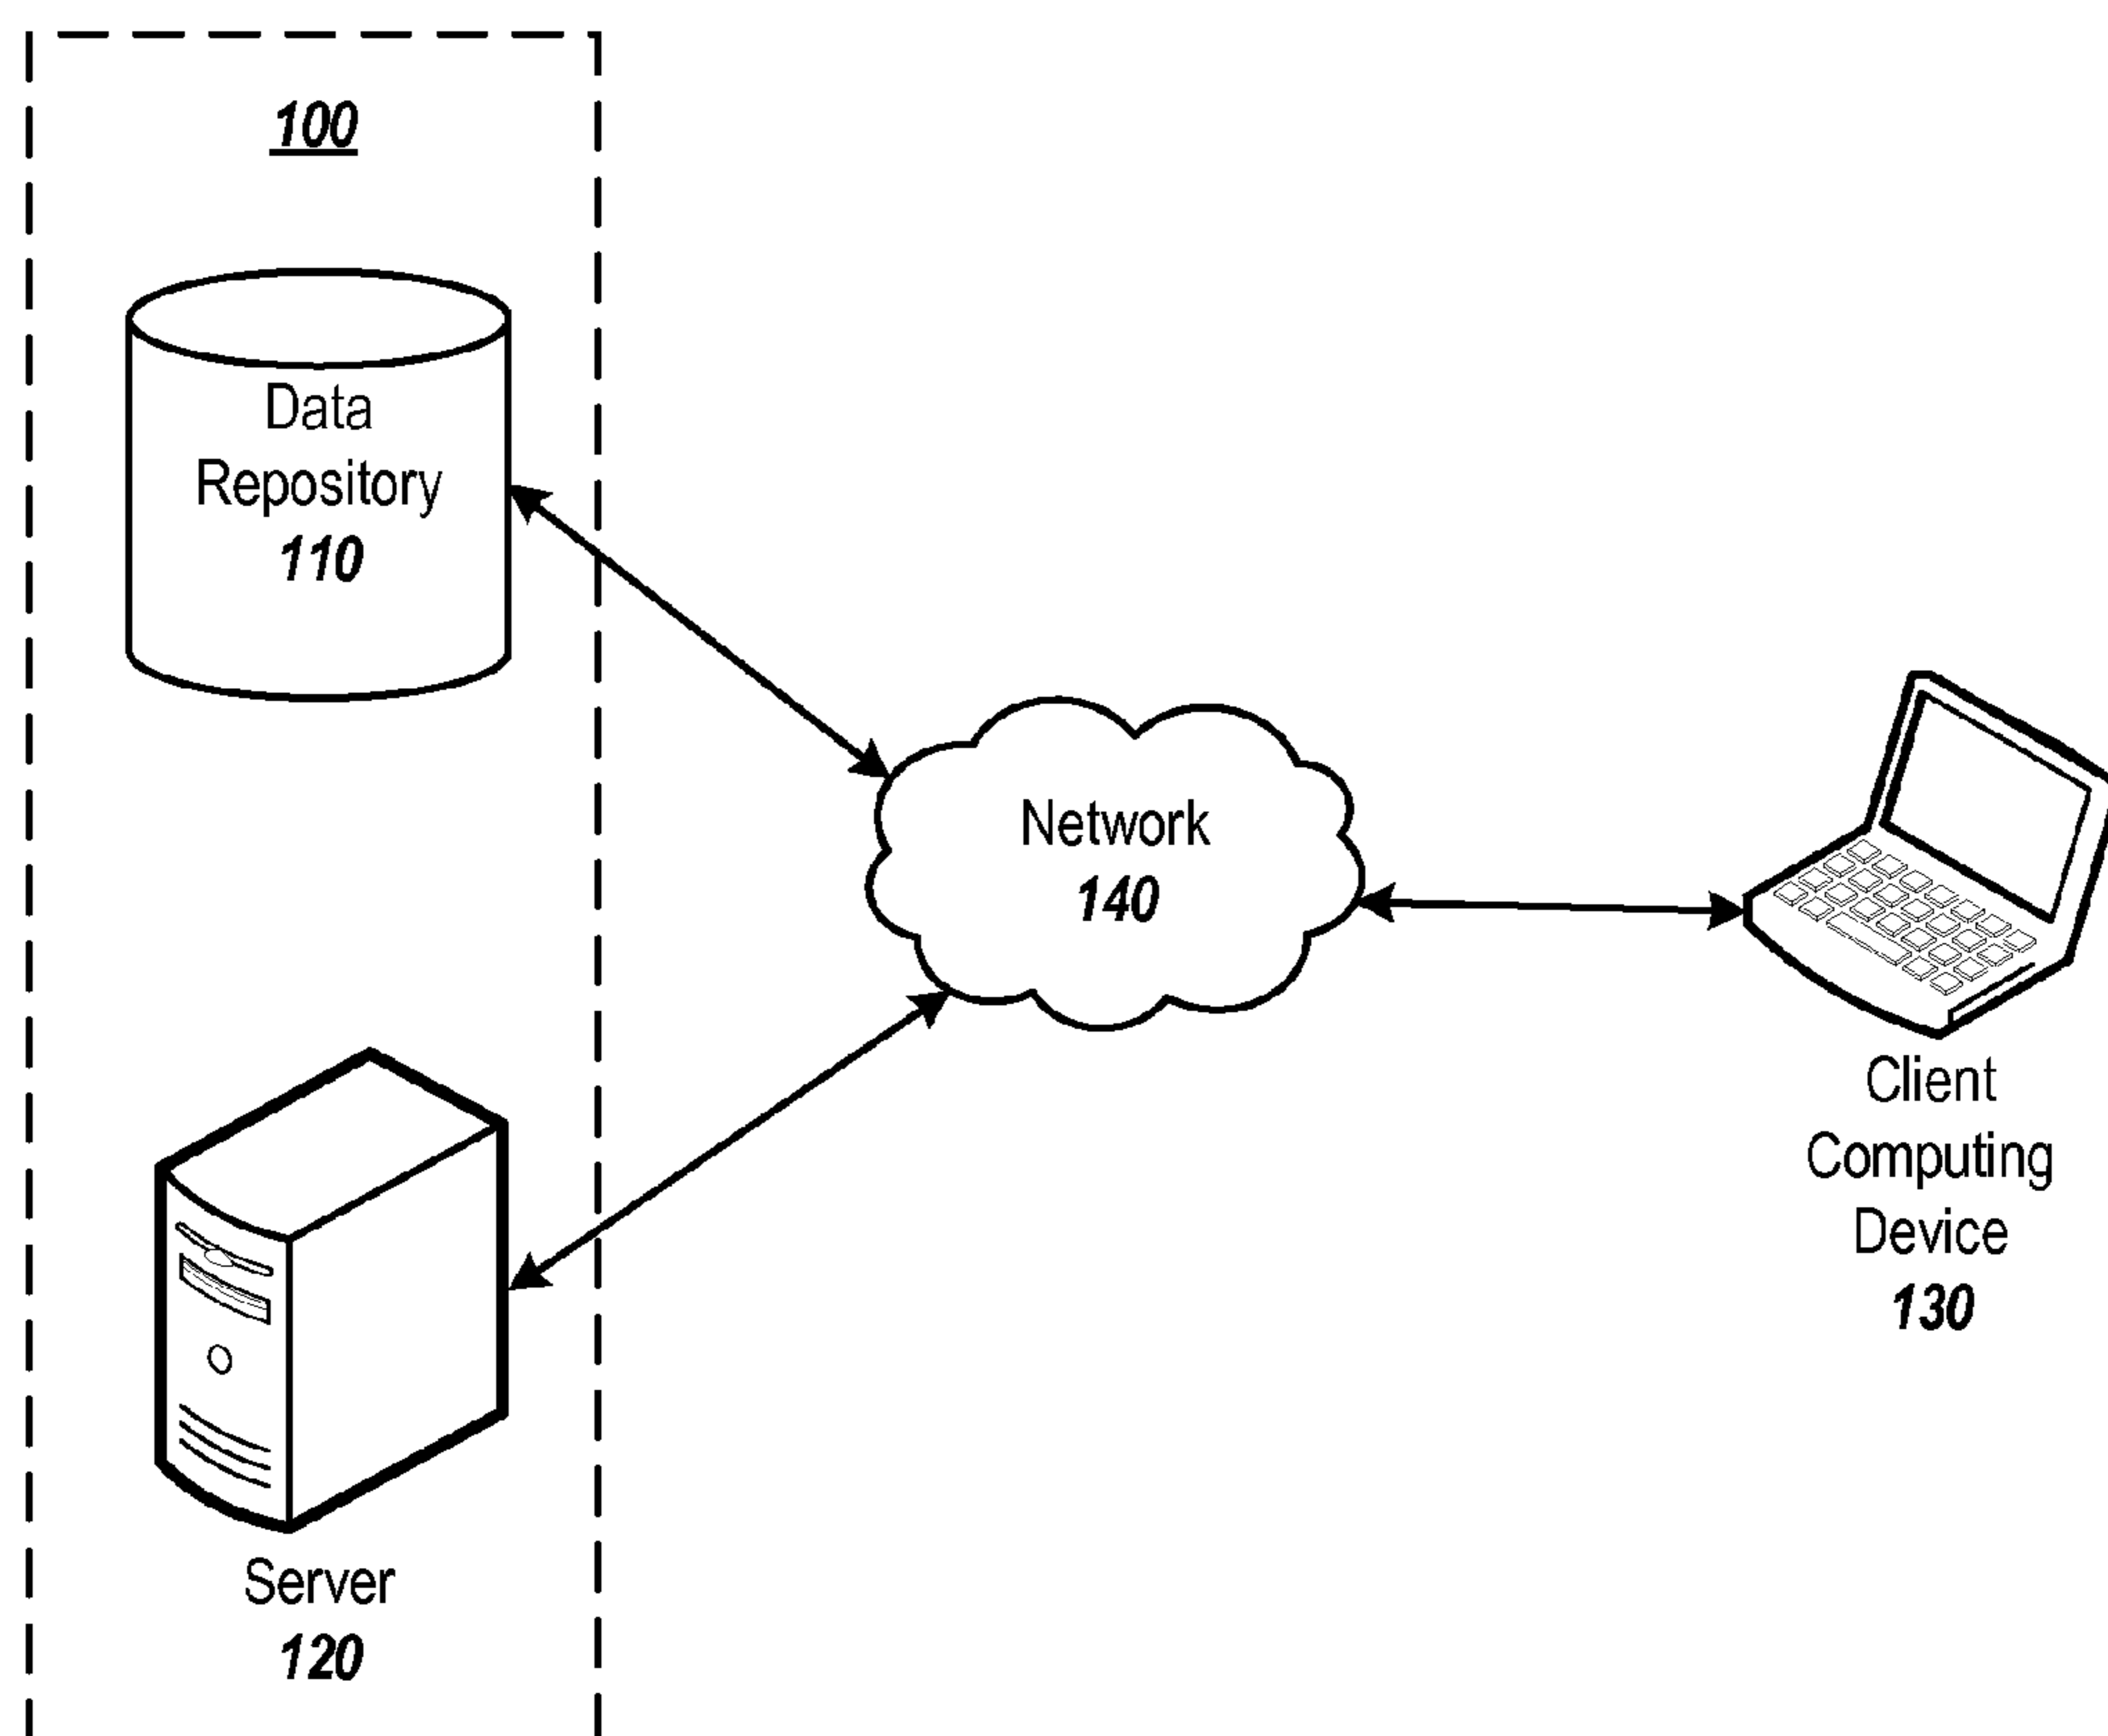 100
Data
Repository
110
Network
140
Client
Computing
Device
130
Server
120